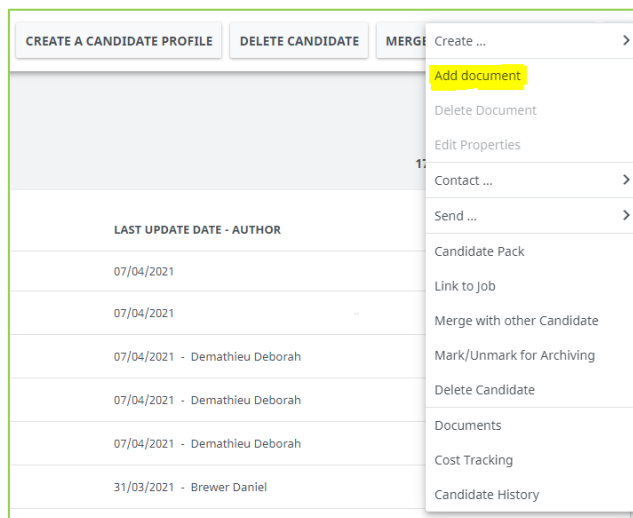 CREATE A CANDIDATE PROFILE DELETE CANDIDATE MERGE
Create ...
Add document
Delete Document
Edit Properties
17
Contact ...
Send ...
LAST UPDATE DATE - AUTHOR
Candidate Pack
07/04/2021
Link to Job
07/04/2021
Merge with other Candidate
07/04/2021 - Demathieu Deborah
Mark/Unmark for Archiving
07/04/2021 - Demathieu Deborah
Delete Candidate
07/04/2021 - Demathieu Deborah
Documents
Cost Tracking
31/03/2021 - Brewer Daniel
Candidate History